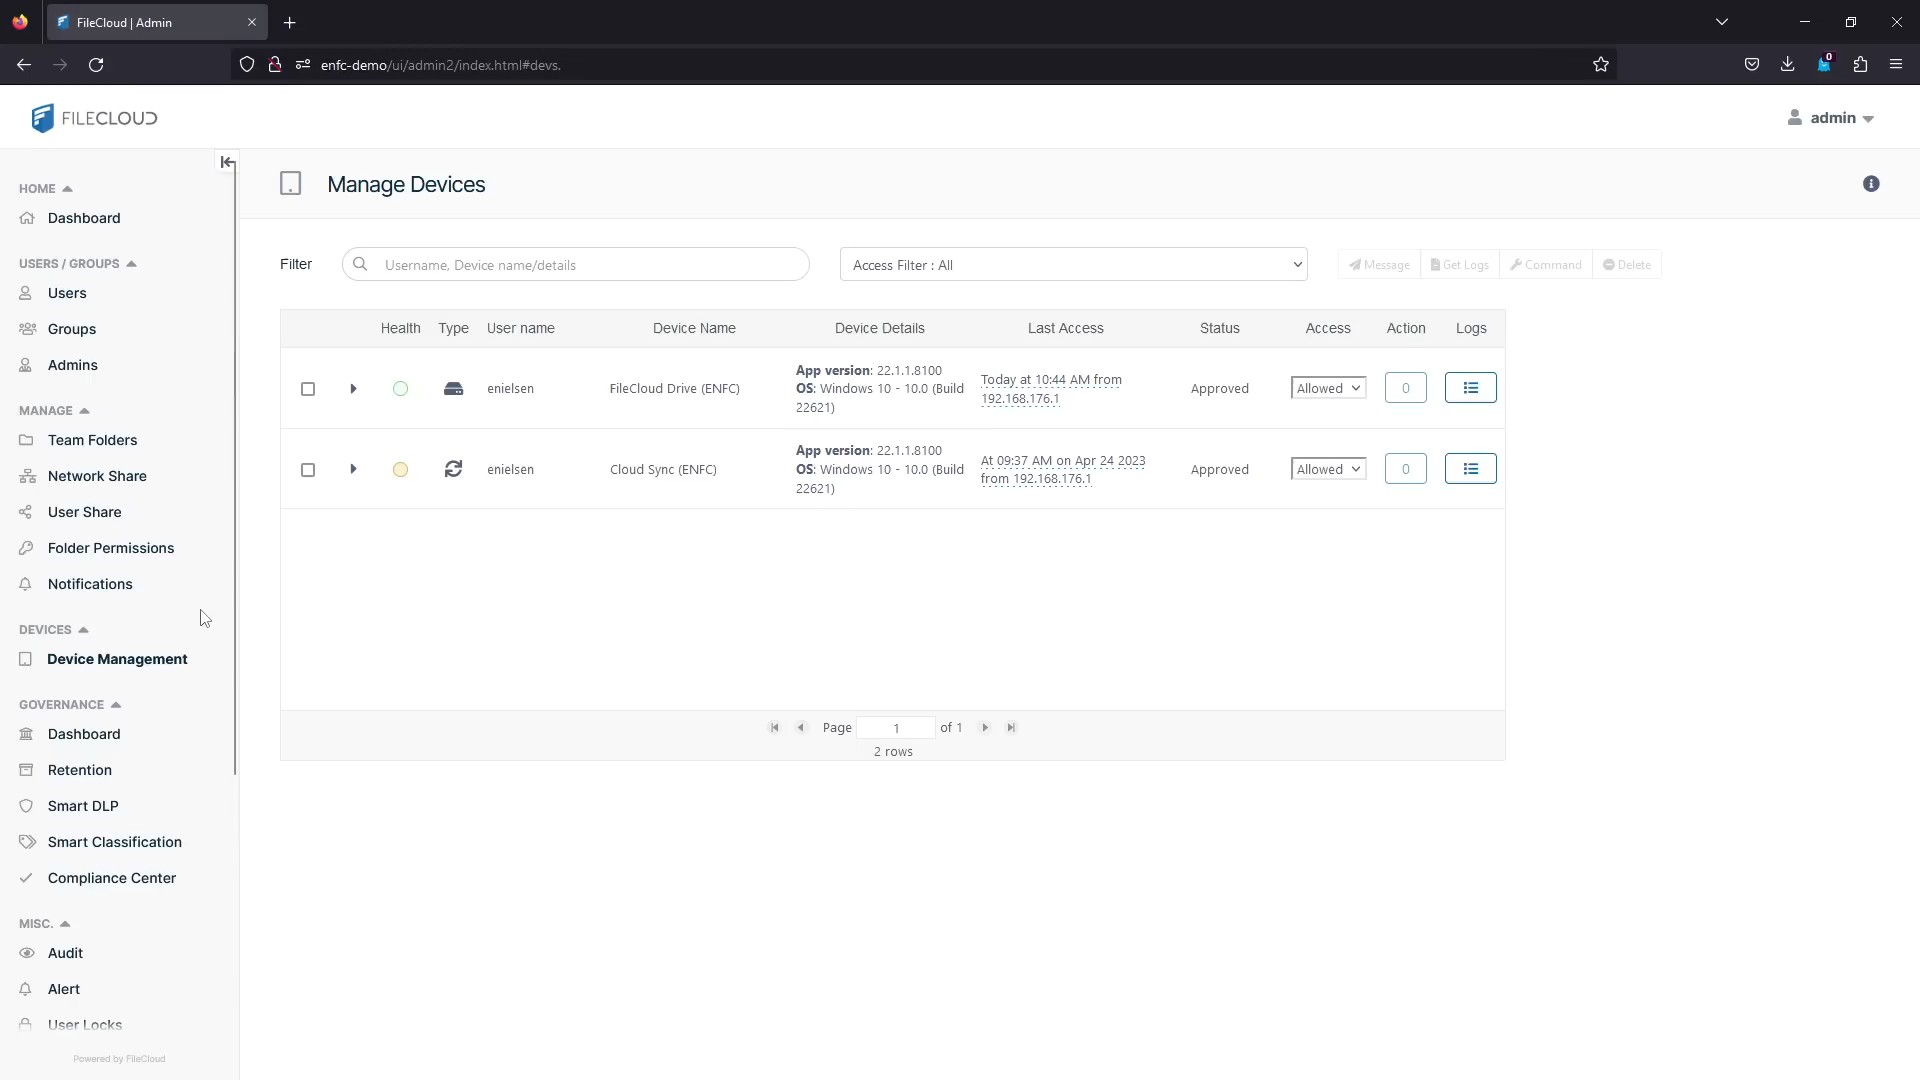 FileCloud | Admin
0
enfc-demo/ui/admin2/index.html#devs.
FILECLOUD
admin
HOME
Dashboard
USERS / GROUPS
Users
Groups
Admins
MANAGE
Team Folders
Network Share
User Share
Folder Permissions
Notifications
DEVICES
Device Management
GOVERNANCE
Dashboard
Retention
Smart DLP
Smart Classification
Compliance Center
MISC.
Audit
Alert
User Locks
Powered by FileCloud
Manage Devices
Filter
Username, Device name/details
Access Filter : All
Message
Get Logs
Command
Delete
Health Type User name Device Name Device Details Last Access Status Access Action Logs
enielsen
FileCloud Drive (ENFC)
App version: 22.1.1.8100
OS: Windows 10 - 10.0 (Build
22621)
Today at 10:44 AM from
192.168.176.1
Approved
Allowed
0
enielsen
Cloud Sync (ENFC)
App version: 22.1.1.8100
OS: Windows 10 - 10.0 (Build
22621)
At 09:37 AM on Apr 24 2023
from 192.168.176.1
Approved
Allowed
0
Page 1 of 1
2 rows